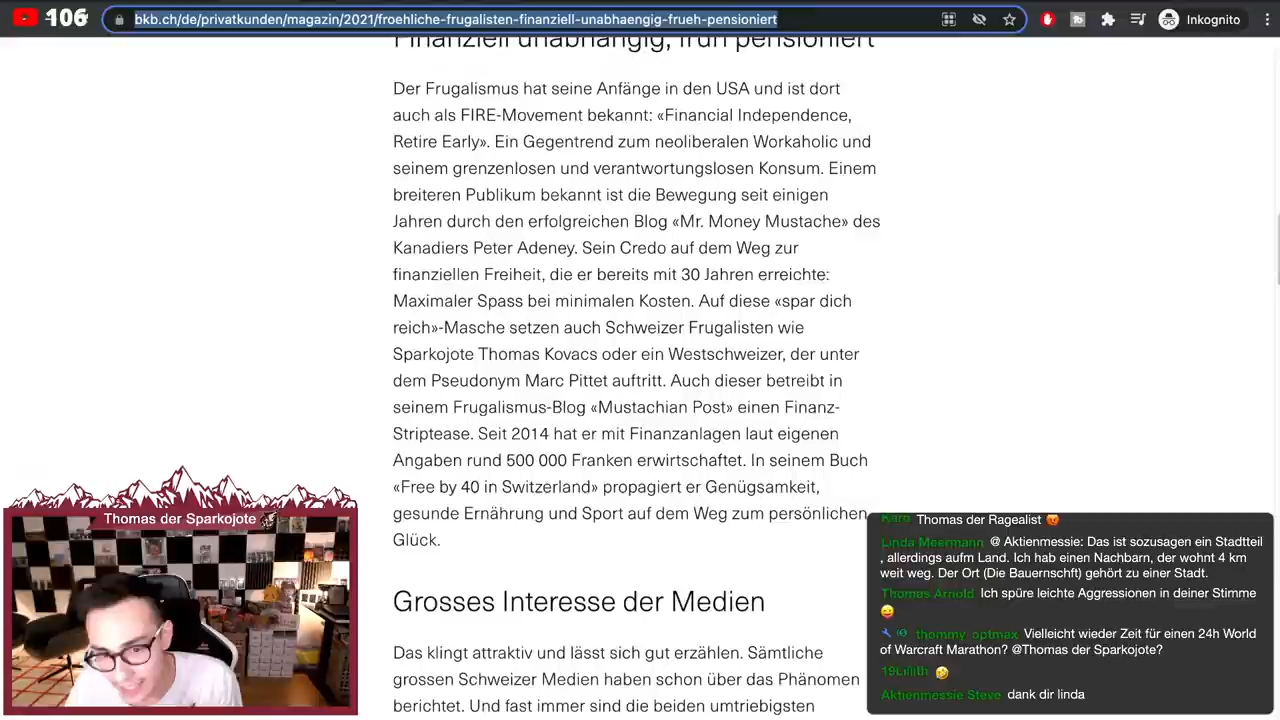 106
bkb.ch/de/privatkunden/magazin/2021/froehliche-frugalisten-finanziell-unabhaengig-frueh-pensioniert
Inkognito
Finanziell unabhängig, früh pensioniert
Der Frugalismus hat seine Anfänge in den USA und ist dort
auch als FIRE-Movement bekannt: «Financial Independence,
Retire Early». Ein Gegentrend zum neoliberalen Workaholic und
seinem grenzenlosen und verantwortungslosen Konsum. Einem
breiteren Publikum bekannt ist die Bewegung seit einigen
Jahren durch den erfolgreichen Blog «Mr. Money Mustache» des
Kanadiers Peter Adeney. Sein Credo auf dem Weg zur
finanziellen Freiheit, die er bereits mit 30 Jahren erreichte:
Maximaler Spass bei minimalen Kosten. Auf diese «spar dich
reich»-Masche setzen auch Schweizer Frugalisten wie
Sparkojote Thomas Kovacs oder ein Westschweizer, der unter
dem Pseudonym Marc Pittet auftritt. Auch dieser betreibt in
seinem Frugalismus-Blog «Mustachian Post» einen Finanz-
Striptease. Seit 2014 hat er mit Finanzanlagen laut eigenen
Angaben rund 500 000 Franken erwirtschaftet. In seinem Buch
«Free by 40 in Switzerland» propagiert er Genügsamkeit,
gesunde Ernährung und Sport auf dem Weg zum persönlichen
Glück.
Grosses Interesse der Medien
Das klingt attraktiv und lässt sich gut erzählen. Sämtliche
grossen Schweizer Medien haben schon über das Phänomen
berichtet. Und fast immer sind die beiden umtriebigsten
Thomas der Sparkojote
Karo Thomas der Ragealist
Linda Meermann @ Aktienmessie: Das ist sozusagen ein Stadtteil
, allerdings aufm Land. Ich hab einen Nachbarn, der wohnt 4 km
weit weg. Der Ort (Die Bauernschft) gehört zu einer Stadt.
Thomas Arnold Ich spüre leichte Aggressionen in deiner Stimme
thommy optmax Vielleicht wieder Zeit für einen 24h World
of Warcraft Marathon? @Thomas der Sparkojote?
19Lillith
Aktienmessie Steve dank dir linda